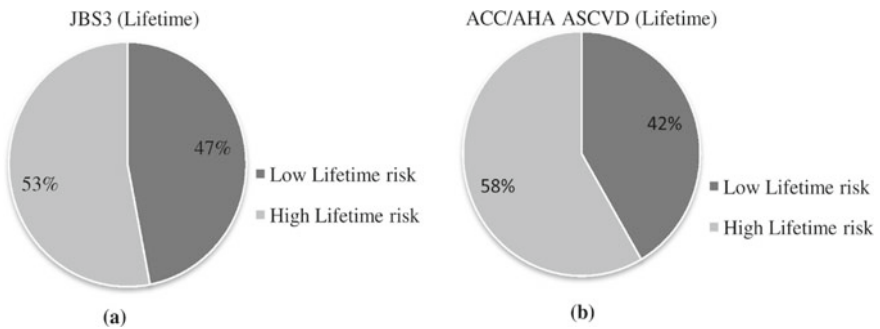 JBS3 (Lifetime)
47%
53%
Low Lifetime risk
High Lifetime risk
(a)
ACC/AHA ASCVD (Lifetime)
42%
58%
Low Lifetime risk
High Lifetime risk
(b)